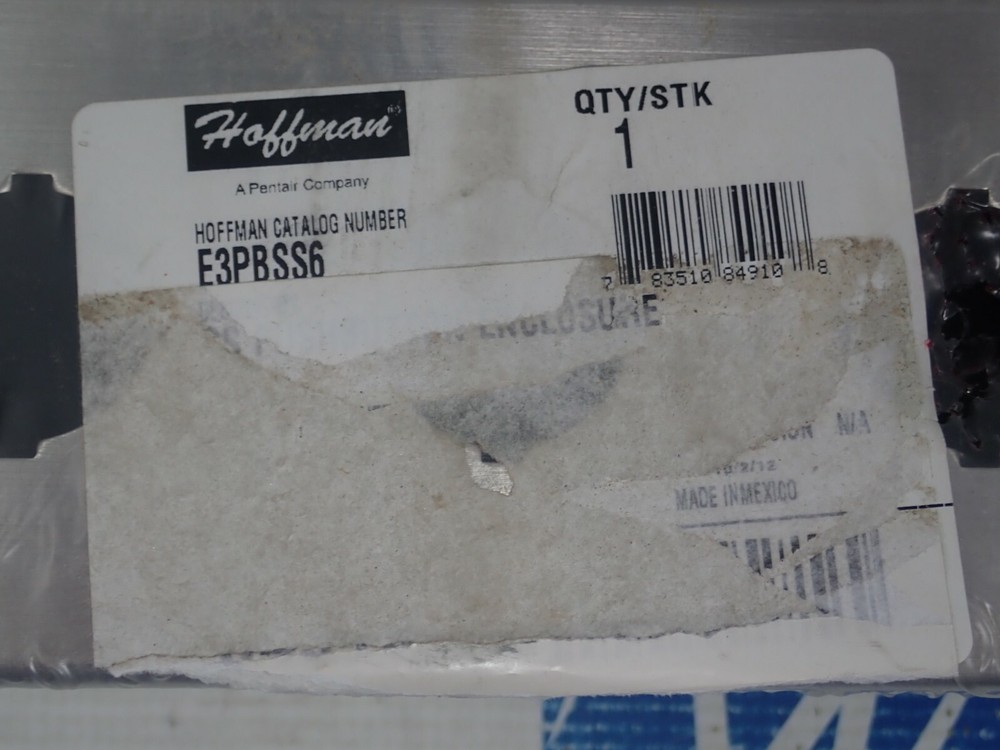 Hoffman
A Pentair Company
HOFFMAN CATALOG NUMBER
E3PBSS6
QTY/STK
1
7 83510 84910 8
ENCLOSURE
N/A
MADE IN MEXICO